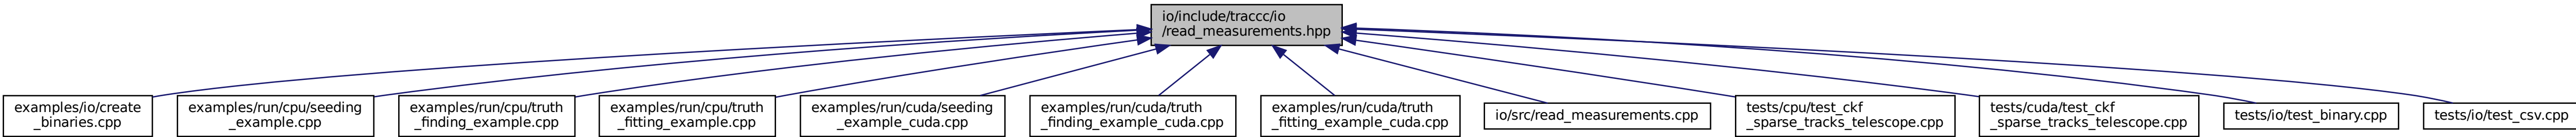 io/include/traccc/io
/read_measurements.hpp
examples/io/create
_binaries.cpp
examples/run/cpu/seeding
_example.cpp
examples/run/cpu/truth
_finding_example.cpp
examples/run/cpu/truth
_fitting_example.cpp
examples/run/cuda/seeding
_example_cuda.cpp
examples/run/cuda/truth
_finding_example_cuda.cpp
examples/run/cuda/truth
_fitting_example_cuda.cpp
io/src/read_measurements.cpp
tests/cpu/test_ckf
_sparse_tracks_telescope.cpp
tests/cuda/test_ckf
_sparse_tracks_telescope.cpp
tests/io/test_binary.cpp
tests/io/test_csv.cpp